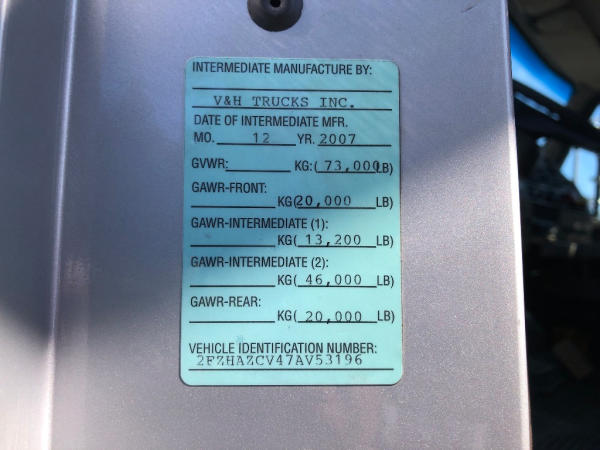 INTERMEDIATE MANUFACTURE BY:
V&H TRUCKS INC.
DATE OF INTERMEDIATE MFR.
MO. 12 YR. 2007
GVWR: KG:( 73,000LB)
GAWR-FRONT:
KG(20,000 LB)
GAWR-INTERMEDIATE (1):
KG( 13,200 LB)
GAWR-INTERMEDIATE (2):
KG( 46,000 LB)
GAWR-REAR:
KG( 20,000 LB)
VEHICLE IDENTIFICATION NUMBER:
2FZHAZCV47AV53196